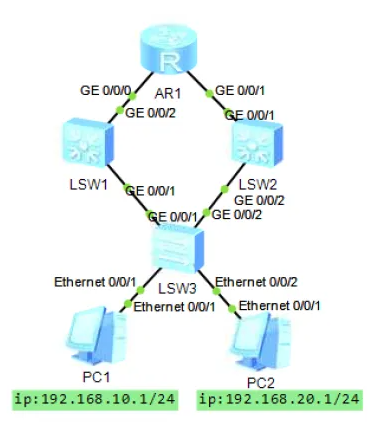 R
GE 0/0/0
AR1
GE 0/0/1
GE 0/0/2
GE 0/0/1
LSW1
LSW2
GE 0/0/1
GE 0/0/2
GE 0/0/1
GE 0/0/2
LSW3
Ethernet 0/0/1
Ethernet 0/0/2
Ethernet 0/0/1
Ethernet 0/0/1
PC1
PC2
ip:192.168.10.1/24
ip:192.168.20.1/24